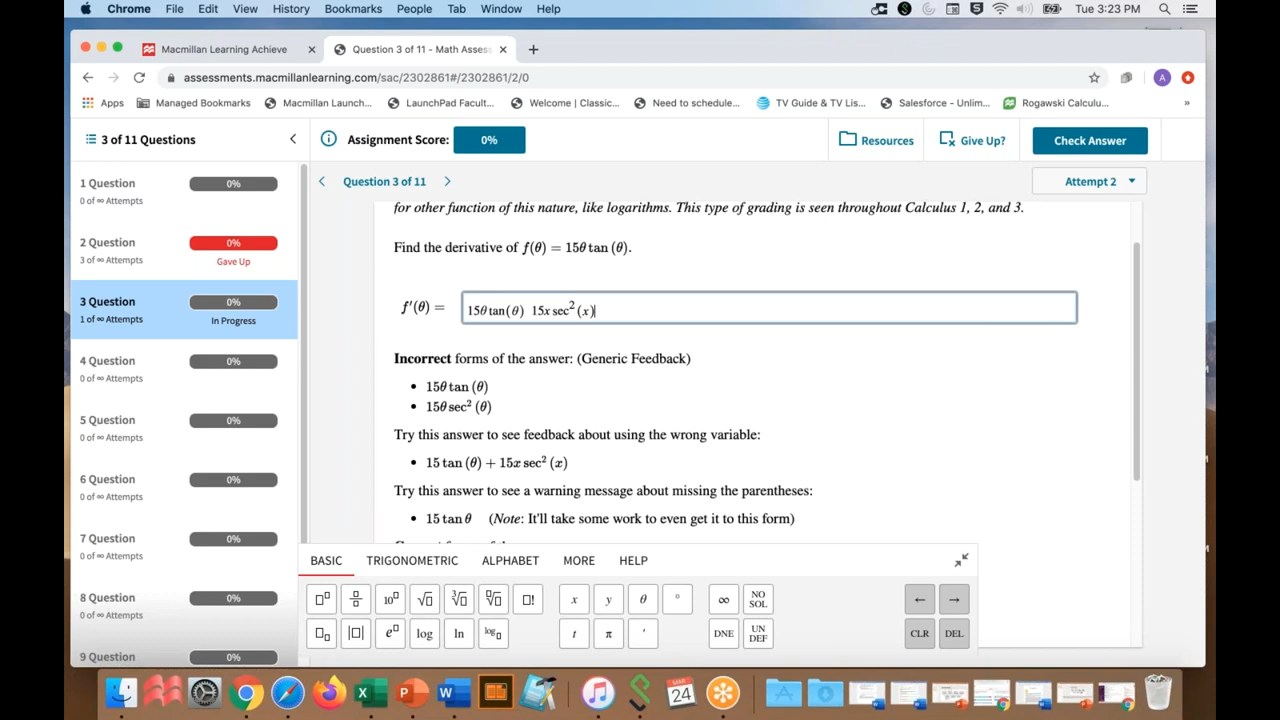 Chrome File Edit View History Bookmarks People Tab Window Help Tue 3:23 PM
Macmillan Learning Achieve Question 3 of 11 - Math Asses
assessments.macmillanlearning.com/sac/2302861#/2302861/2/0 A
Apps Managed Bookmarks Macmillan Launch... LaunchPad Facult... Welcome | Classic... Need to schedule... TV Guide & TV Lis... Salesforce - Unlim... Rogawski Calculu... »
3 of 11 Questions
Assignment Score: 0% Resources Give Up? Check Answer
Question 3 of 11 Attempt 2
1 Question 0%
0 of ∞ Attempts
2 Question 0%
3 of ∞ Attempts Gave Up
3 Question 0%
1 of ∞ Attempts In Progress
4 Question 0%
0 of ∞ Attempts
5 Question 0%
0 of ∞ Attempts
6 Question 0%
0 of ∞ Attempts
7 Question 0%
0 of ∞ Attempts
8 Question 0%
0 of ∞ Attempts
9 Question 0%
for other function of this nature, like logarithms. This type of grading is seen throughout Calculus 1, 2, and 3.
Find the derivative of f(θ) = 15θ tan (θ).
f′(θ) = 15θ tan(θ) 15x sec² (x)
Incorrect forms of the answer: (Generic Feedback)
• 15θ tan (θ)
• 15θ sec² (θ)
Try this answer to see feedback about using the wrong variable:
• 15 tan (θ) + 15x sec² (x)
Try this answer to see a warning message about missing the parentheses:
• 15 tan θ (Note: It'll take some work to even get it to this form)
BASIC TRIGONOMETRIC ALPHABET MORE HELP
□□ □/□ 10□ √□ ∛□ □√□ □! x y θ ° ∞ NO SOL ← →
□□ |□| e□ log ln log□ t π ′ DNE UN DEF CLR DEL
MAR 24